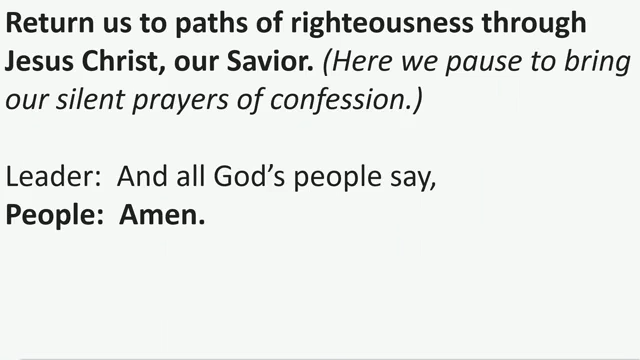 Return us to paths of righteousness through
Jesus Christ, our Savior. (Here we pause to bring
our silent prayers of confession.)
Leader:  And all God’s people say,
People:  Amen.